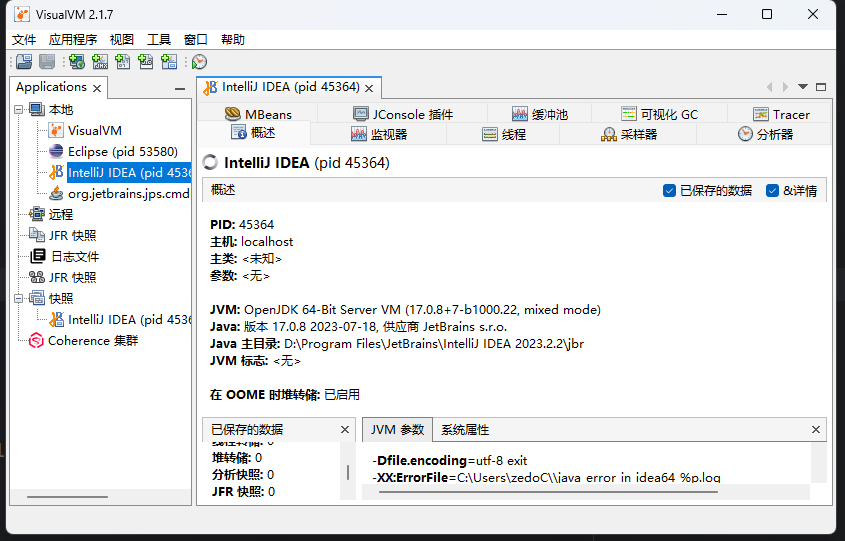 VisualVM 2.1.7
文件 应用程序 视图 工具 窗口 帮助
Applications
本地
VisualVM
Eclipse (pid 53580)
IntelliJ IDEA (pid 4536
org.jetbrains.jps.cmd
远程
JFR 快照
日志文件
JFR 快照
快照
IntelliJ IDEA (pid 4536
Coherence 集群
IntelliJ IDEA (pid 45364)
MBeans JConsole 插件 缓冲池 可视化 GC Tracer
概述 监视器 线程 采样器 分析器
IntelliJ IDEA (pid 45364)
概述 已保存的数据 &详情
PID: 45364
主机: localhost
主类: <未知>
参数: <无>
JVM: OpenJDK 64-Bit Server VM (17.0.8+7-b1000.22, mixed mode)
Java: 版本 17.0.8 2023-07-18, 供应商 JetBrains s.r.o.
Java 主目录: D:\Program Files\JetBrains\IntelliJ IDEA 2023.2.2\jbr
JVM 标志: <无>
在 OOME 时堆转储: 已启用
已保存的数据
线程转储: 0
堆转储: 0
分析快照: 0
JFR 快照: 0
JVM 参数 系统属性
-Dfile.encoding=utf-8 exit
-XX:ErrorFile=C:\Users\zedoC\\java_error_in_idea64_%p.log